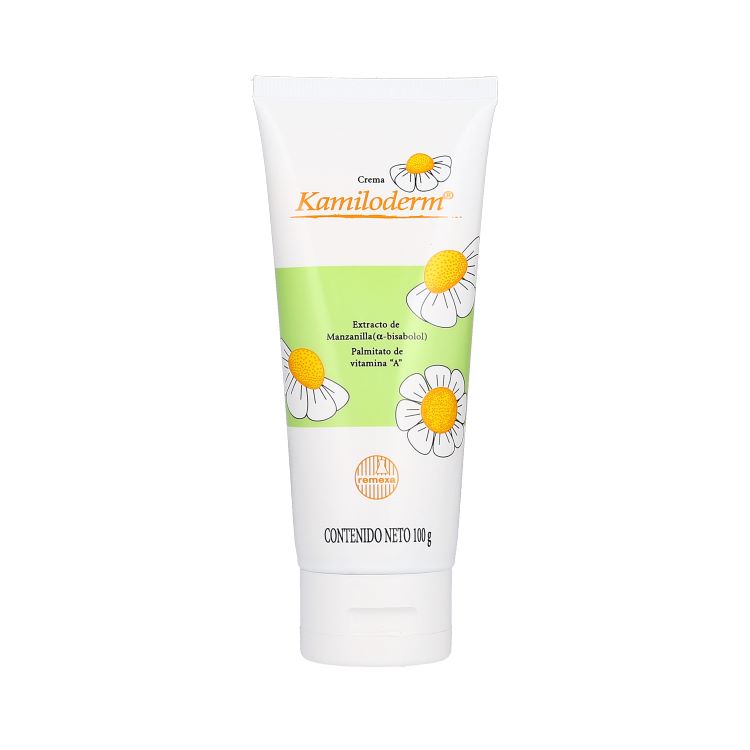 Crema
Kamiloderm®
Extracto de
Manzanilla(α-bisabolol)
Palmitato de
vitamina "A"
remexa
CONTENIDO NETO 100 g